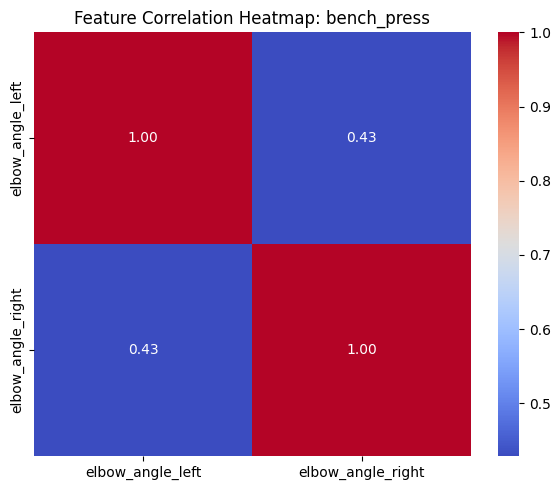 Feature Correlation Heatmap: bench_press
elbow_angle_left
1.00
0.43
elbow_angle_right
0.43
1.00
elbow_angle_left
elbow_angle_right
1.0
0.9
0.8
0.7
0.6
0.5